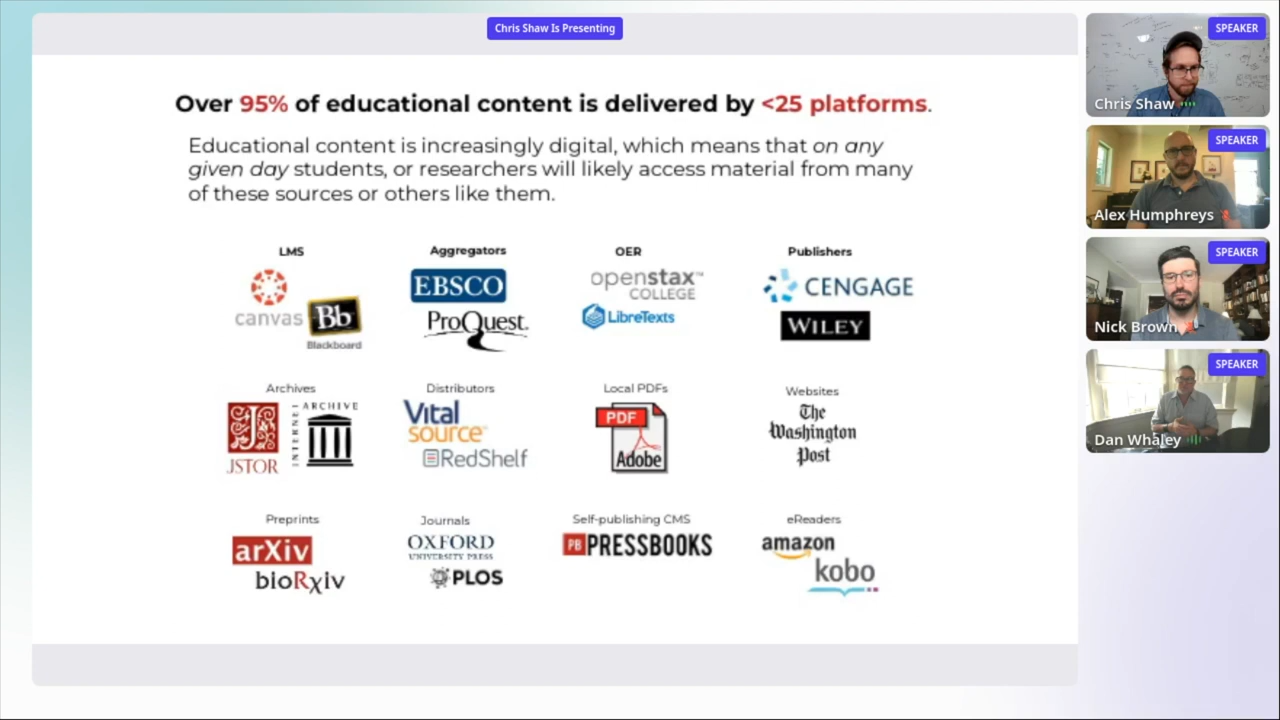 Chris Shaw Is Presenting
Over 95% of educational content is delivered by <25 platforms.
Educational content is increasingly digital, which means that on any
given day students, or researchers will likely access material from many
of these sources or others like them.
LMS
canvas
Bb
Blackboard
Aggregators
EBSCO
ProQuest
OER
openstax™
COLLEGE
LibreTexts
Publishers
CENGAGE
WILEY
Archives
JSTOR
INTERNET
ARCHIVE
Distributors
Vital
source
RedShelf
Local PDFs
PDF
Adobe
Websites
The
Washington
Post
Preprints
arXiv
bioRxiv
Journals
OXFORD
UNIVERSITY PRESS
PLOS
Self-publishing CMS
PB PRESSBOOKS
eReaders
amazon
kobo
SPEAKER
Chris Shaw
SPEAKER
Alex Humphreys
SPEAKER
Nick Brown
SPEAKER
Dan Whaley